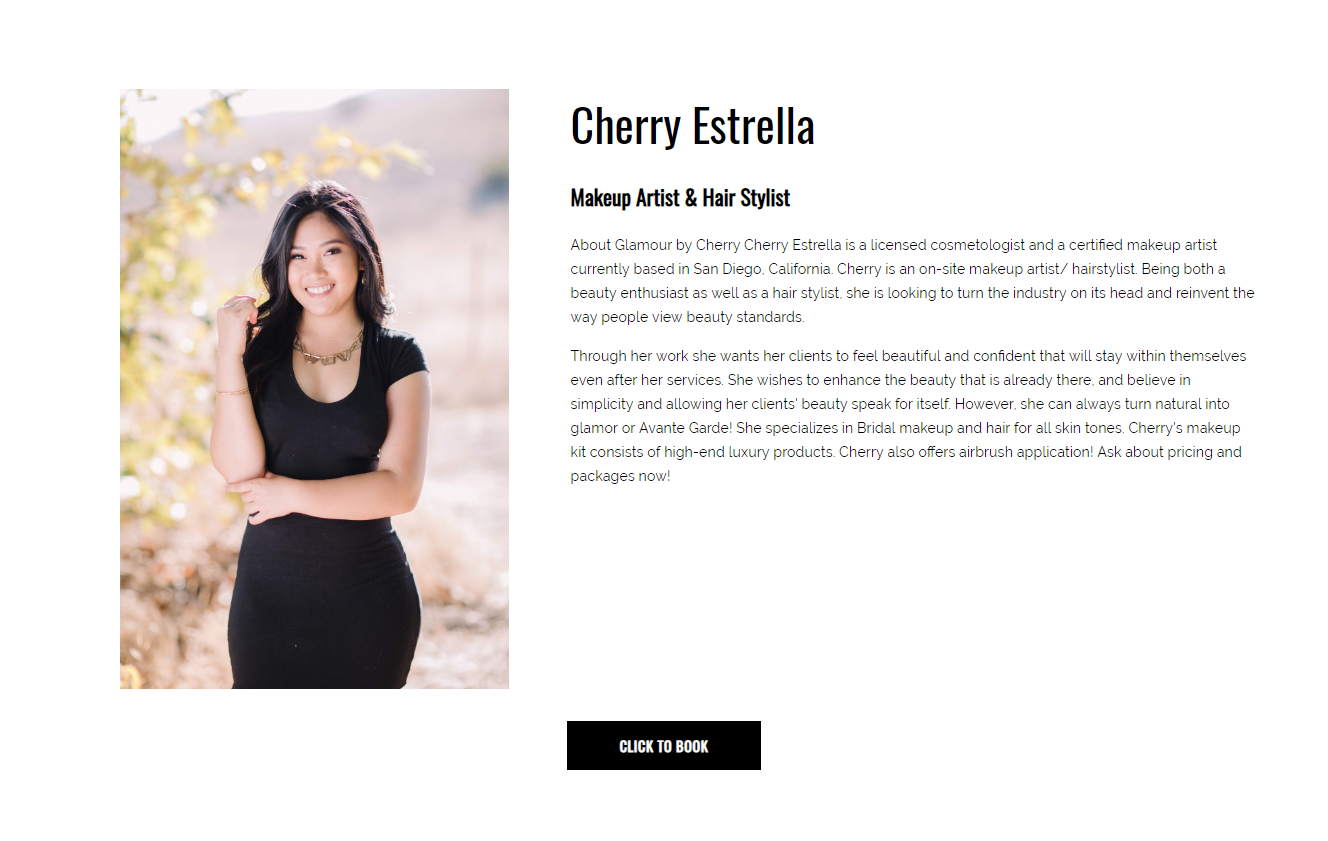 Cherry Estrella
Makeup Artist & Hair Stylist
About Glamour by Cherry Cherry Estrella is a licensed cosmetologist and a certified makeup artist
currently based in San Diego, California. Cherry is an on-site makeup artist/ hairstylist. Being both a
beauty enthusiast as well as a hair stylist, she is looking to turn the industry on its head and reinvent the
way people view beauty standards.
Through her work she wants her clients to feel beautiful and confident that will stay within themselves
even after her services. She wishes to enhance the beauty that is already there, and believe in
simplicity and allowing her clients' beauty speak for itself. However, she can always turn natural into
glamor or Avante Garde! She specializes in Bridal makeup and hair for all skin tones. Cherry's makeup
kit consists of high-end luxury products. Cherry also offers airbrush application! Ask about pricing and
packages now!
CLICK TO BOOK